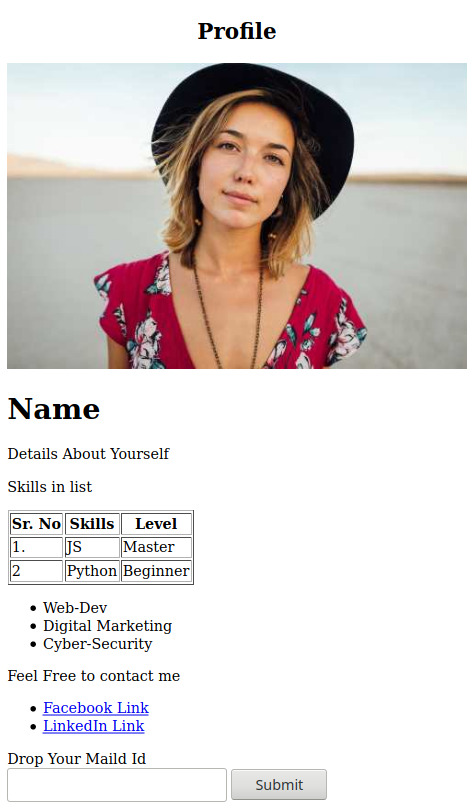 Profile
Name
Details About Yourself
Skills in list
Sr. No Skills Level
1. JS Master
2 Python Beginner
Web-Dev
Digital Marketing
Cyber-Security
Feel Free to contact me
Facebook Link
LinkedIn Link
Drop Your Maild Id
Submit